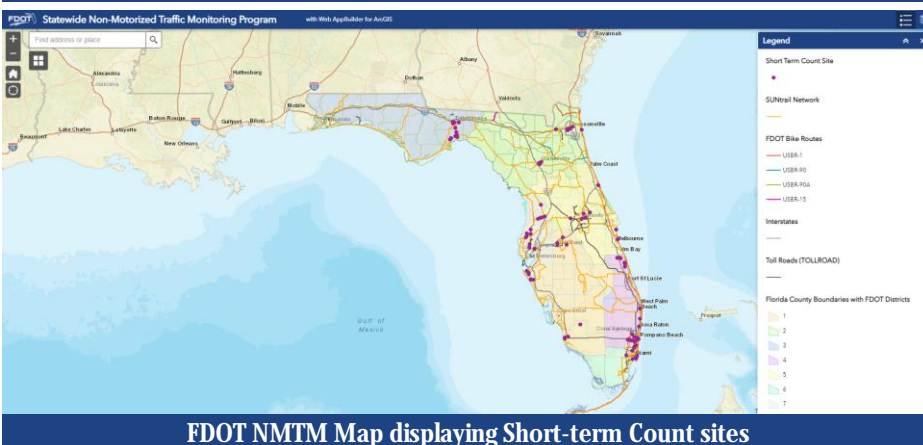 FDOT Statewide Non-Motorized Traffic Monitoring Program with Web AppBuilder for ArcGIS
Find address or place
Legend
Short Term Count Site
SUNtrail Network
FDOT Bike Routes
USBR-1
USBR-90
USBR-90A
USBR-15
Interstates
Toll Roads (TOLLROAD)
Florida County Boundaries with FDOT Districts
1
2
3
4
5
6
7
Savannah
Albany
Alexandria
Louisiana
Hattiesburg
Dothan
Valdosta
Mobile
Baton Rouge
Gulfport
Biloxi
Beaumont
Lake Charles
Lafayette
New Orleans
Palm Coast
Melbourne
Palm Bay
St Petersburg
Port St Lucie
West Palm
Beach
Freeport
Boca Raton
Coral Springs
Pompano Beach
Gulf of
Mexico
FDOT NMTM Map displaying Short-term Count sites